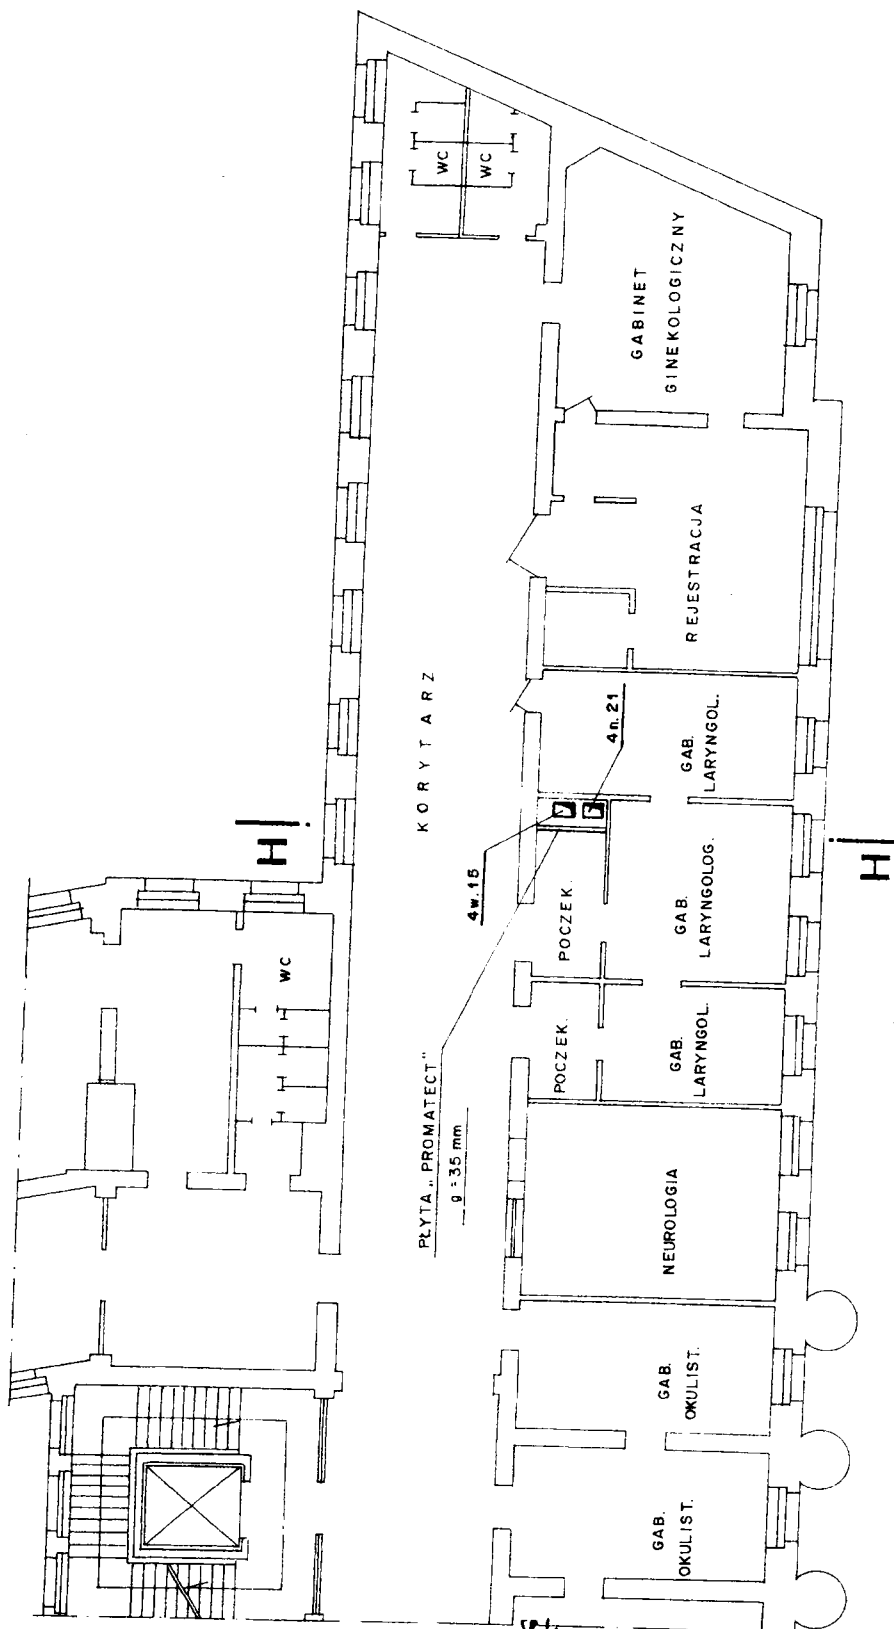 WC
WC
GABINET
GINEKOLOGICZNY
REJESTRACJA
KORYTARZ
4n.21
GAB.
LARYNGOL.
H
H
4w.15
POCZEK.
GAB.
LARYNGOLOG.
WC
POCZEK.
GAB.
LARYNGOL.
PŁYTA „PROMATECT"
g=35 mm
NEUROLOGIA
GAB.
OKULIST.
GAB.
OKULIST.